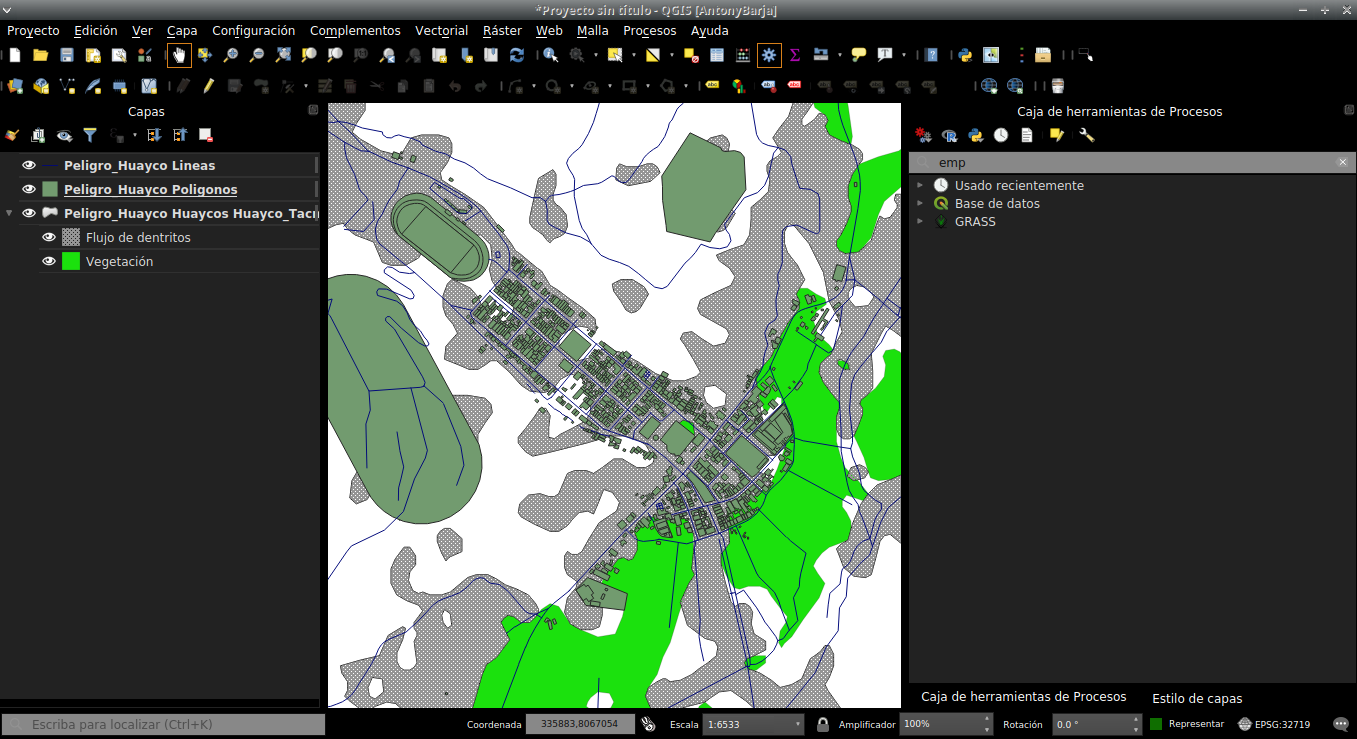 *Proyecto sin título - QGIS [AntonyBarja]
Proyecto Edición Ver Capa Configuración Complementos Vectorial Ráster Web Malla Procesos Ayuda
Capas
Peligro_Huayco Lineas
Peligro_Huayco Poligonos
Peligro_Huayco Huaycos Huayco_Tacn
Flujo de dentritos
Vegetación
Caja de herramientas de Procesos
emp
Usado recientemente
Base de datos
GRASS
Caja de herramientas de Procesos Estilo de capas
Escriba para localizar (Ctrl+K) Coordenada 335883,8067054 Escala 1:6533 Amplificador 100% Rotación 0.0 ° Representar EPSG:32719